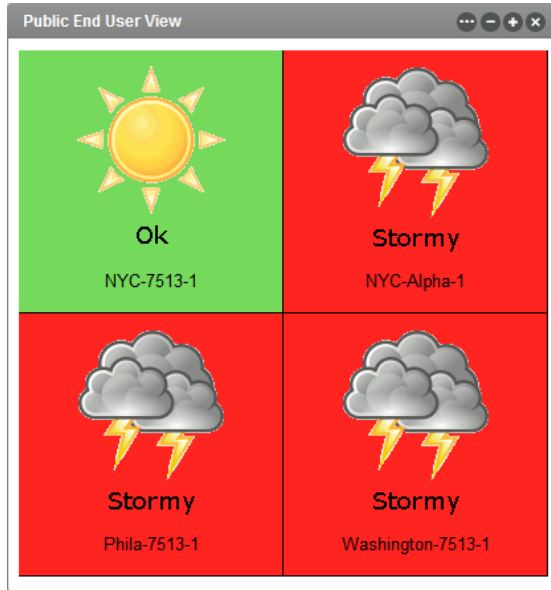 Public End User View
Ok
NYC-7513-1
Stormy
NYC-Alpha-1
Stormy
Phila-7513-1
Stormy
Washington-7513-1